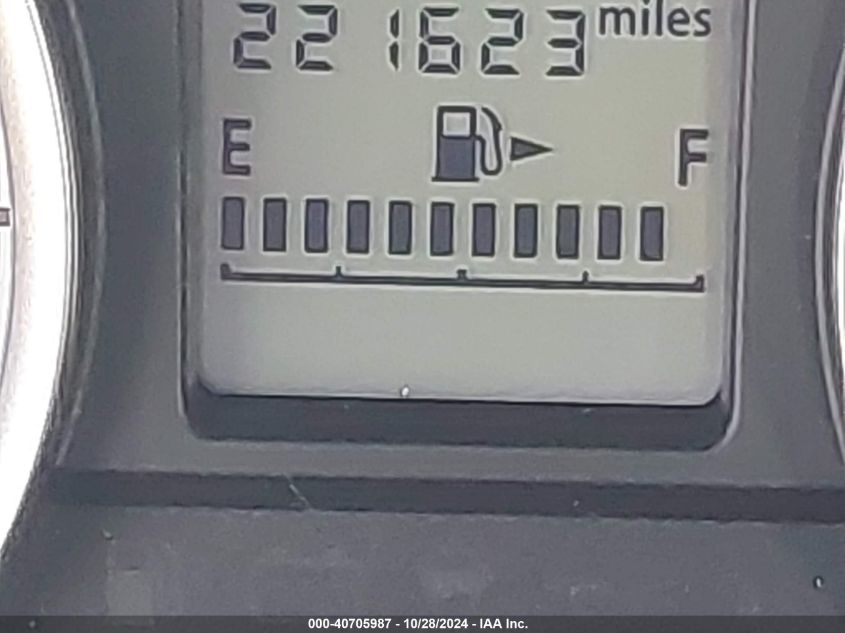 221623 miles
E F
000-40705987 - 10/28/2024 - IAA Inc.